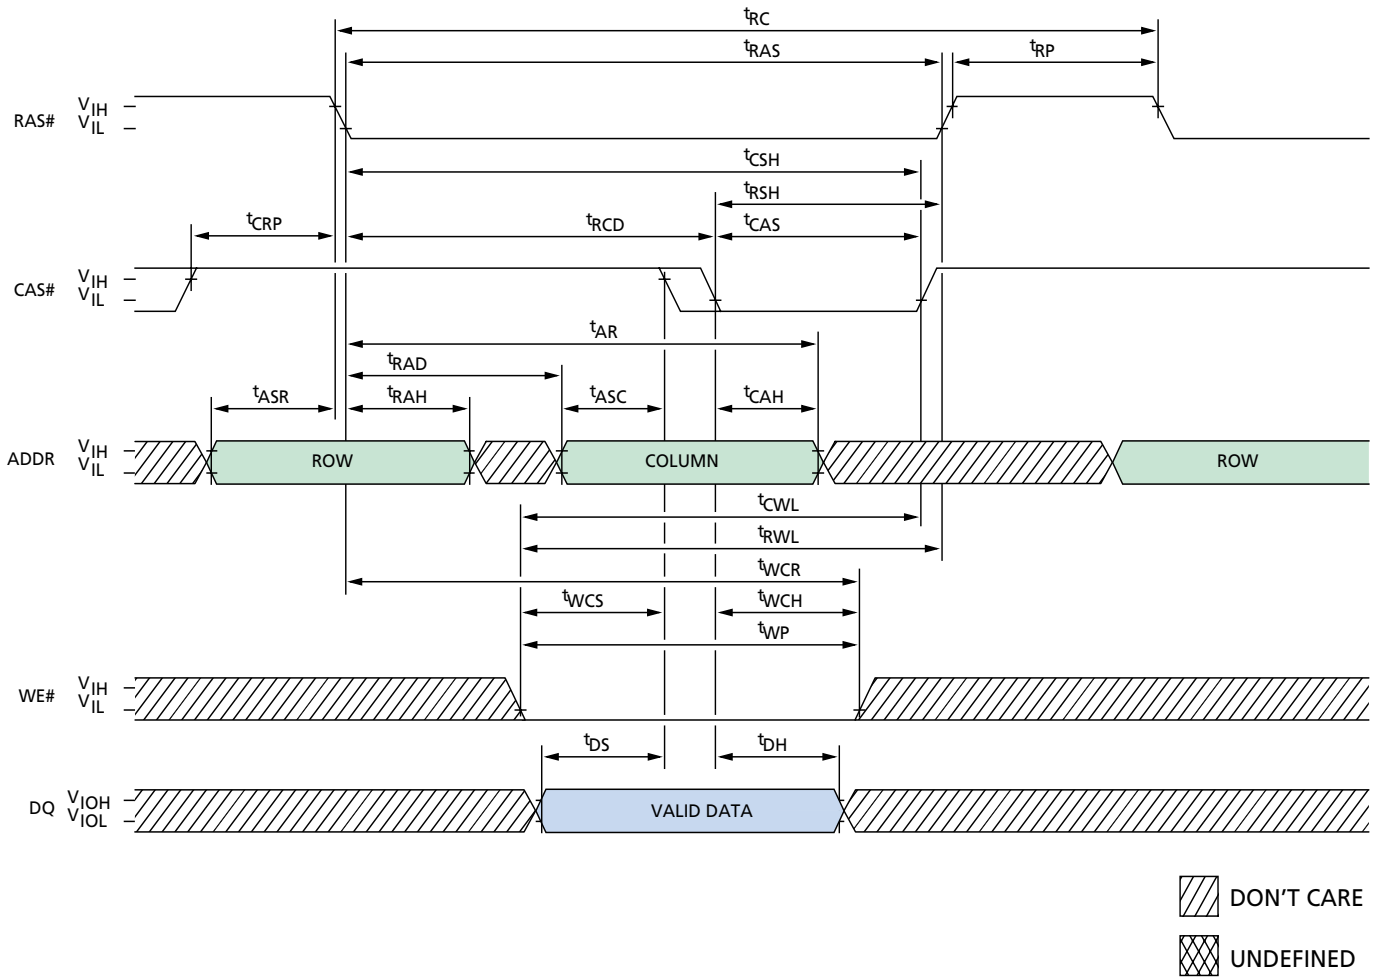 tRC
tRAS
tRP
RAS# VIH
VIL
tCSH
tRSH
tCRP
tRCD
tCAS
CAS# VIH
VIL
tAR
tRAD
tASR
tRAH
tASC
tCAH
ADDR VIH
VIL
ROW
COLUMN
ROW
tCWL
tRWL
tWCR
tWCS
tWCH
tWP
WE# VIH
VIL
tDS
tDH
DQ VIOH
VIOL
VALID DATA
DON'T CARE
UNDEFINED